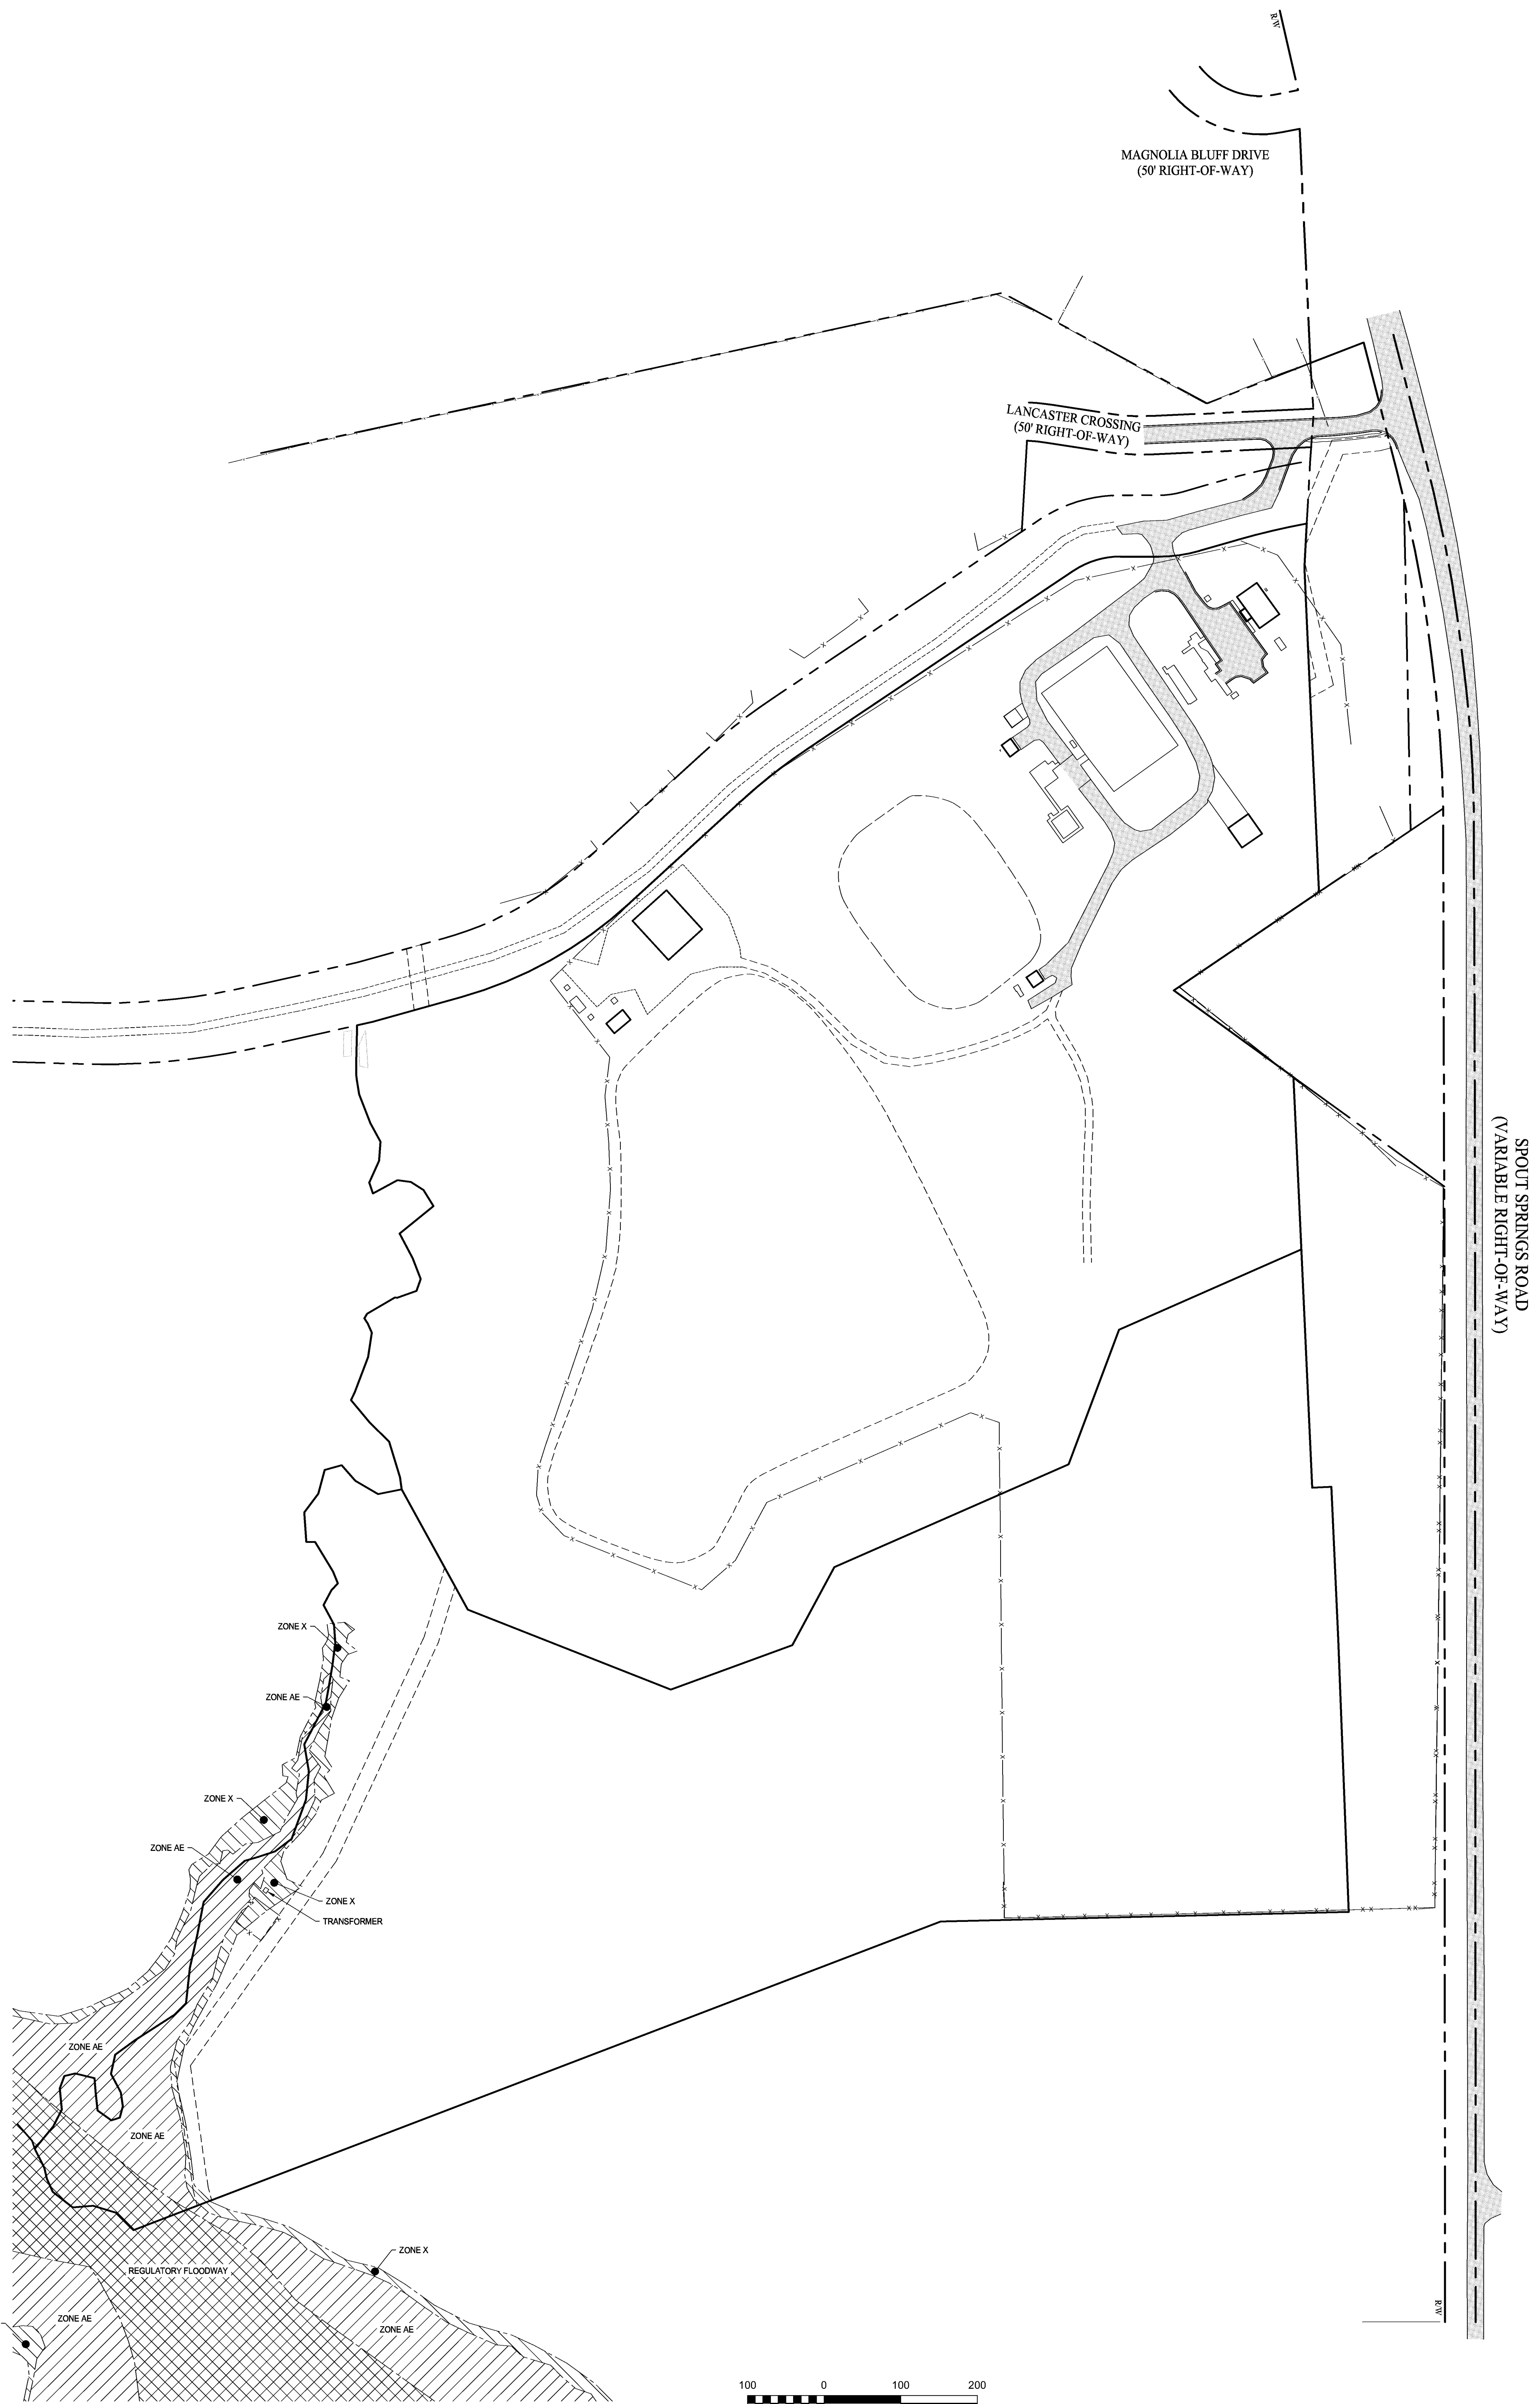 R/W
MAGNOLIA BLUFF DRIVE
(50' RIGHT-OF-WAY)
LANCASTER CROSSING
(50' RIGHT-OF-WAY)
SPOUT SPRINGS ROAD
(VARIABLE RIGHT-OF-WAY)
ZONE X
ZONE AE
ZONE X
ZONE AE
ZONE X
TRANSFORMER
ZONE AE
ZONE AE
ZONE X
REGULATORY FLOODWAY
R/W
ZONE AE
ZONE AE
100 0 100 200